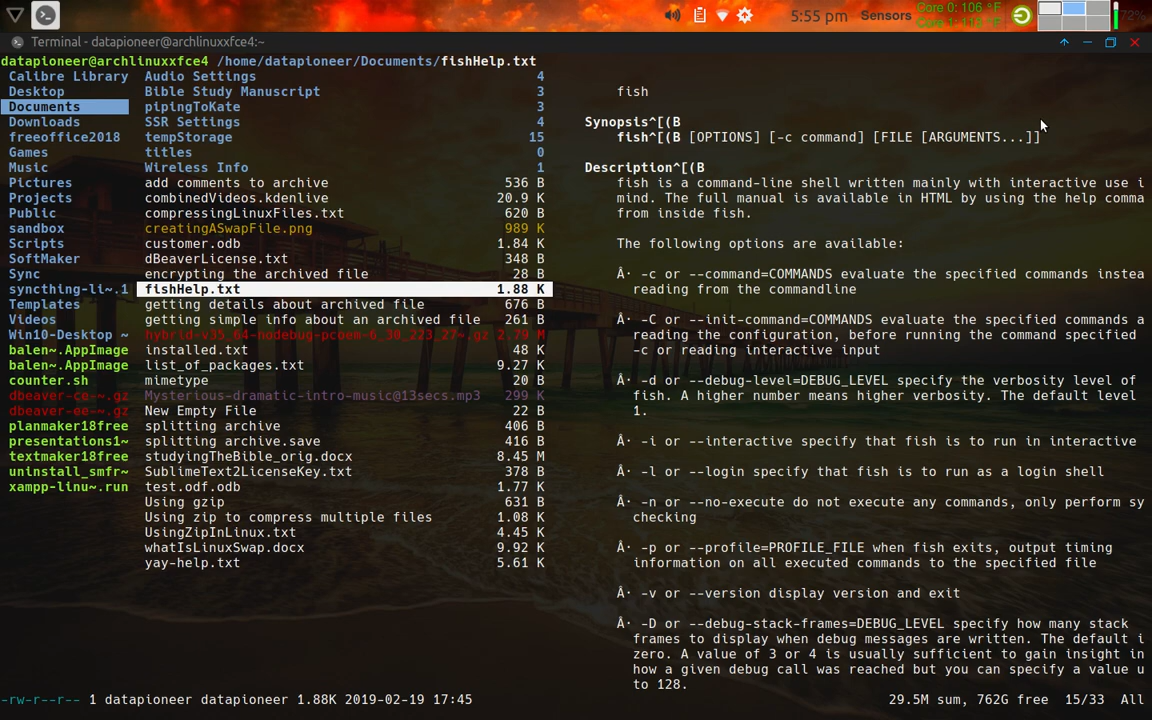 5:55 pm Sensors Core 0: 106 °F
Core 1: 113 °F
72%
Terminal - datapioneer@archlinuxxfce4:~
datapioneer@archlinuxxfce4 /home/datapioneer/Documents/fishHelp.txt
Calibre Library Audio Settings 4
Desktop Bible Study Manuscript 3 fish
Documents pipingToKate 3
Downloads SSR Settings 4 Synopsis^[(B
freeoffice2018 tempStorage 15 fish^[(B [OPTIONS] [-c command] [FILE [ARGUMENTS...]]
Games titles 0
Music Wireless Info 1 Description^[(B
Pictures add comments to archive 536 B fish is a command-line shell written mainly with interactive use i
Projects combinedVideos.kdenlive 20.9 K mind. The full manual is available in HTML by using the help comma
Public compressingLinuxFiles.txt 620 B from inside fish.
sandbox creatingASwapFile.png 989 K
Scripts customer.odb 1.84 K The following options are available:
SoftMaker dBeaverLicense.txt 348 B
Sync encrypting the archived file 28 B Â· -c or --command=COMMANDS evaluate the specified commands instea
syncthing-li~.1 fishHelp.txt 1.88 K reading from the commandline
Templates getting details about archived file 676 B
Videos getting simple info about an archived file 261 B Â· -C or --init-command=COMMANDS evaluate the specified commands a
Win10-Desktop ~ hybrid-v35_64-nodebug-pcoem-6_30_223_27~.gz 2.79 M reading the configuration, before running the command specified
balen~.AppImage installed.txt 48 K -c or reading interactive input
balen~.AppImage list_of_packages.txt 9.27 K
counter.sh mimetype 20 B Â· -d or --debug-level=DEBUG_LEVEL specify the verbosity level of
dbeaver-ce-~.gz Mysterious-dramatic-intro-music@13secs.mp3 299 K fish. A higher number means higher verbosity. The default level
dbeaver-ee-~.gz New Empty File 22 B 1.
planmaker18free splitting archive 406 B
presentations1~ splitting archive.save 416 B Â· -i or --interactive specify that fish is to run in interactive
textmaker18free studyingTheBible_orig.docx 8.45 M
uninstall_smfr~ SublimeText2LicenseKey.txt 378 B Â· -l or --login specify that fish is to run as a login shell
xampp-linu~.run test.odf.odb 1.77 K
Using gzip 631 B Â· -n or --no-execute do not execute any commands, only perform sy
Using zip to compress multiple files 1.08 K checking
UsingZipInLinux.txt 4.45 K
whatIsLinuxSwap.docx 9.92 K Â· -p or --profile=PROFILE_FILE when fish exits, output timing
yay-help.txt 5.61 K information on all executed commands to the specified file
Â· -v or --version display version and exit
Â· -D or --debug-stack-frames=DEBUG_LEVEL specify how many stack
frames to display when debug messages are written. The default i
zero. A value of 3 or 4 is usually sufficient to gain insight in
how a given debug call was reached but you can specify a value u
to 128.
-rw-r--r-- 1 datapioneer datapioneer 1.88K 2019-02-19 17:45 29.5M sum, 762G free 15/33 All